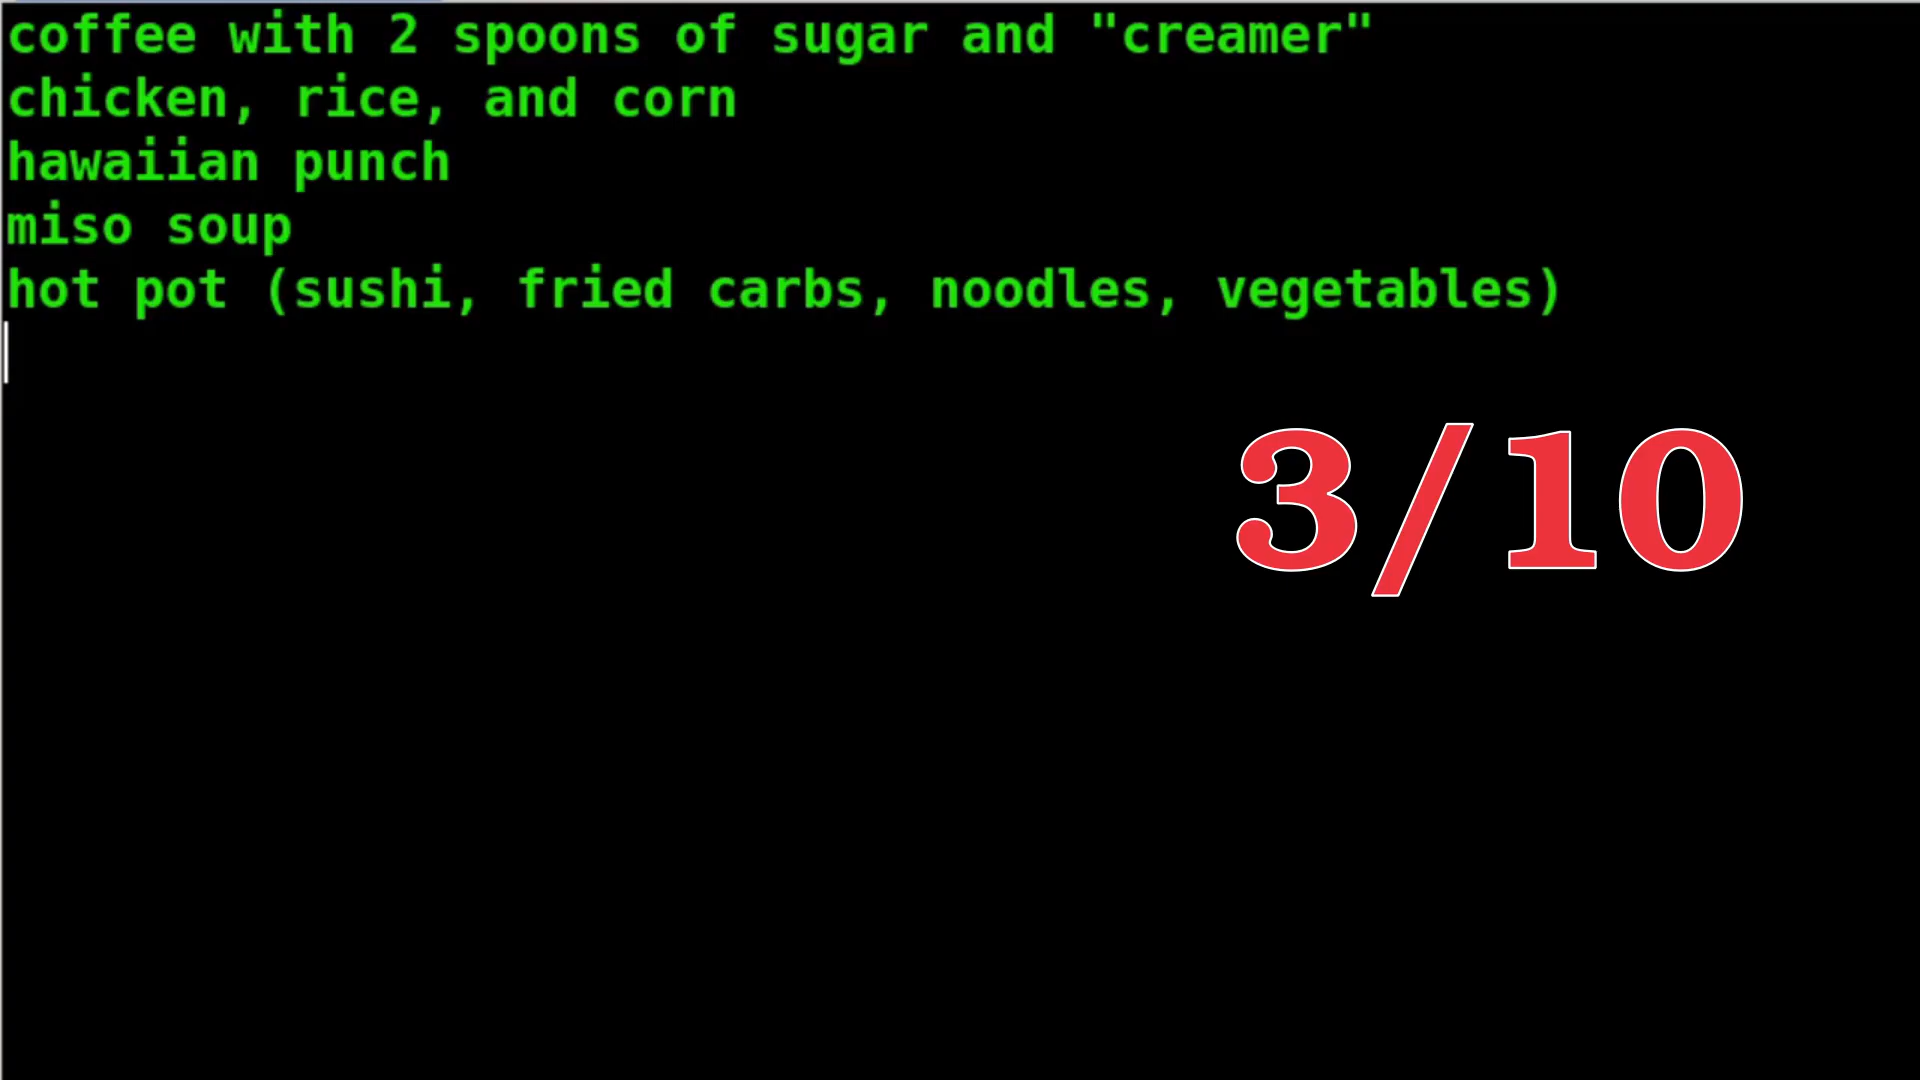 coffee with 2 spoons of sugar and "creamer"
chicken, rice, and corn
hawaiian punch
miso soup
hot pot (sushi, fried carbs, noodles, vegetables)
3/10